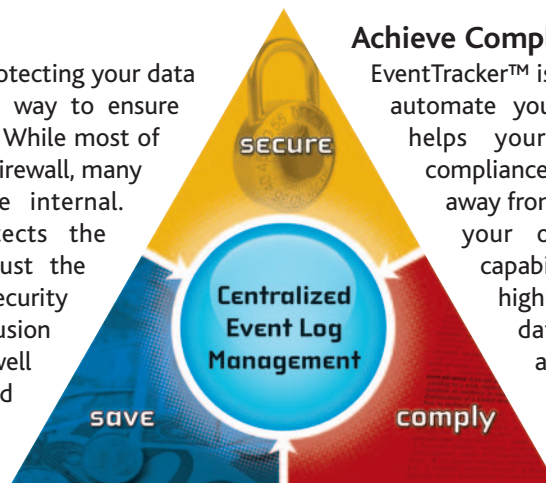 otecting your data
way to ensure
While most of
irewall, many
internal.
tects the
ust the
ecurity
usion
well
secure
Centralized
Event Log
Management
save
comply
Achieve Compl
EventTracker™ is
automate you
helps your
compliance
away from
your o
capabi
high
dat
a